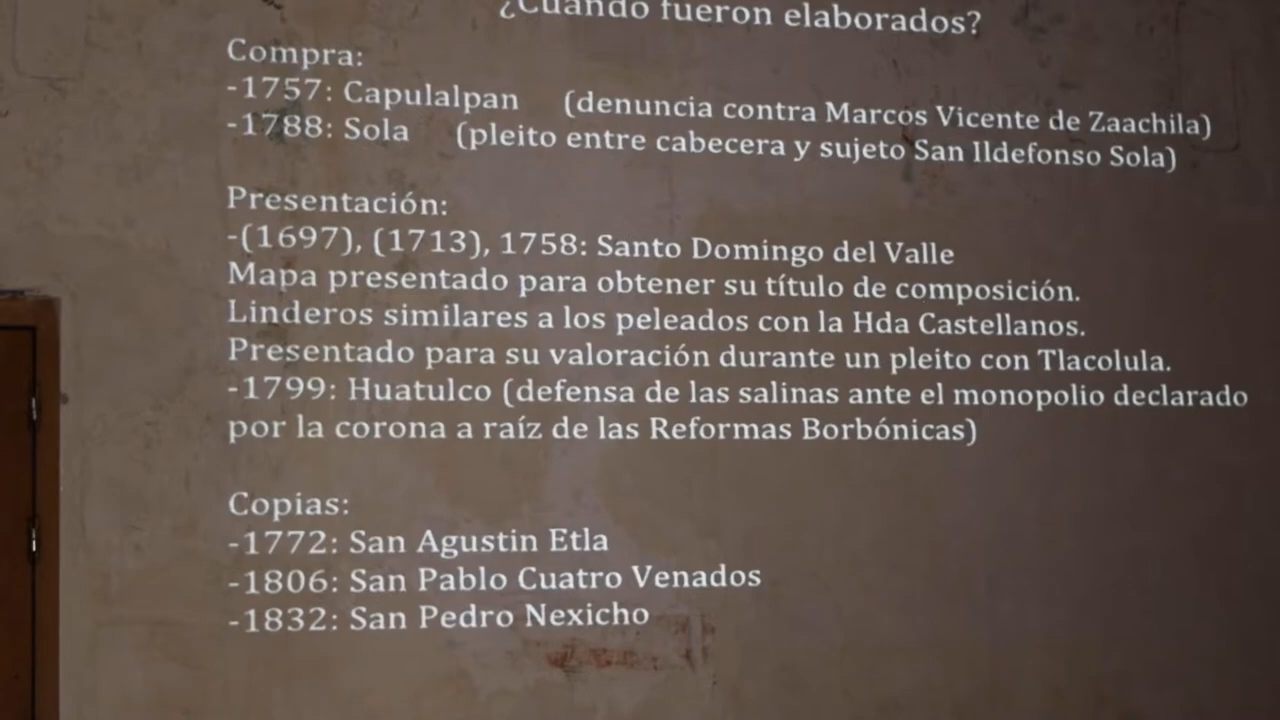 ¿Cuándo fueron elaborados?
Compra:
-1757: Capulalpan (denuncia contra Marcos Vicente de Zaachila)
-1788: Sola (pleito entre cabecera y sujeto San Ildefonso Sola)
Presentación:
-(1697), (1713), 1758: Santo Domingo del Valle
Mapa presentado para obtener su título de composición.
Linderos similares a los peleados con la Hda Castellanos.
Presentado para su valoración durante un pleito con Tlacolula.
-1799: Huatulco (defensa de las salinas ante el monopolio declarado
por la corona a raíz de las Reformas Borbónicas)
Copias:
-1772: San Agustin Etla
-1806: San Pablo Cuatro Venados
-1832: San Pedro Nexicho